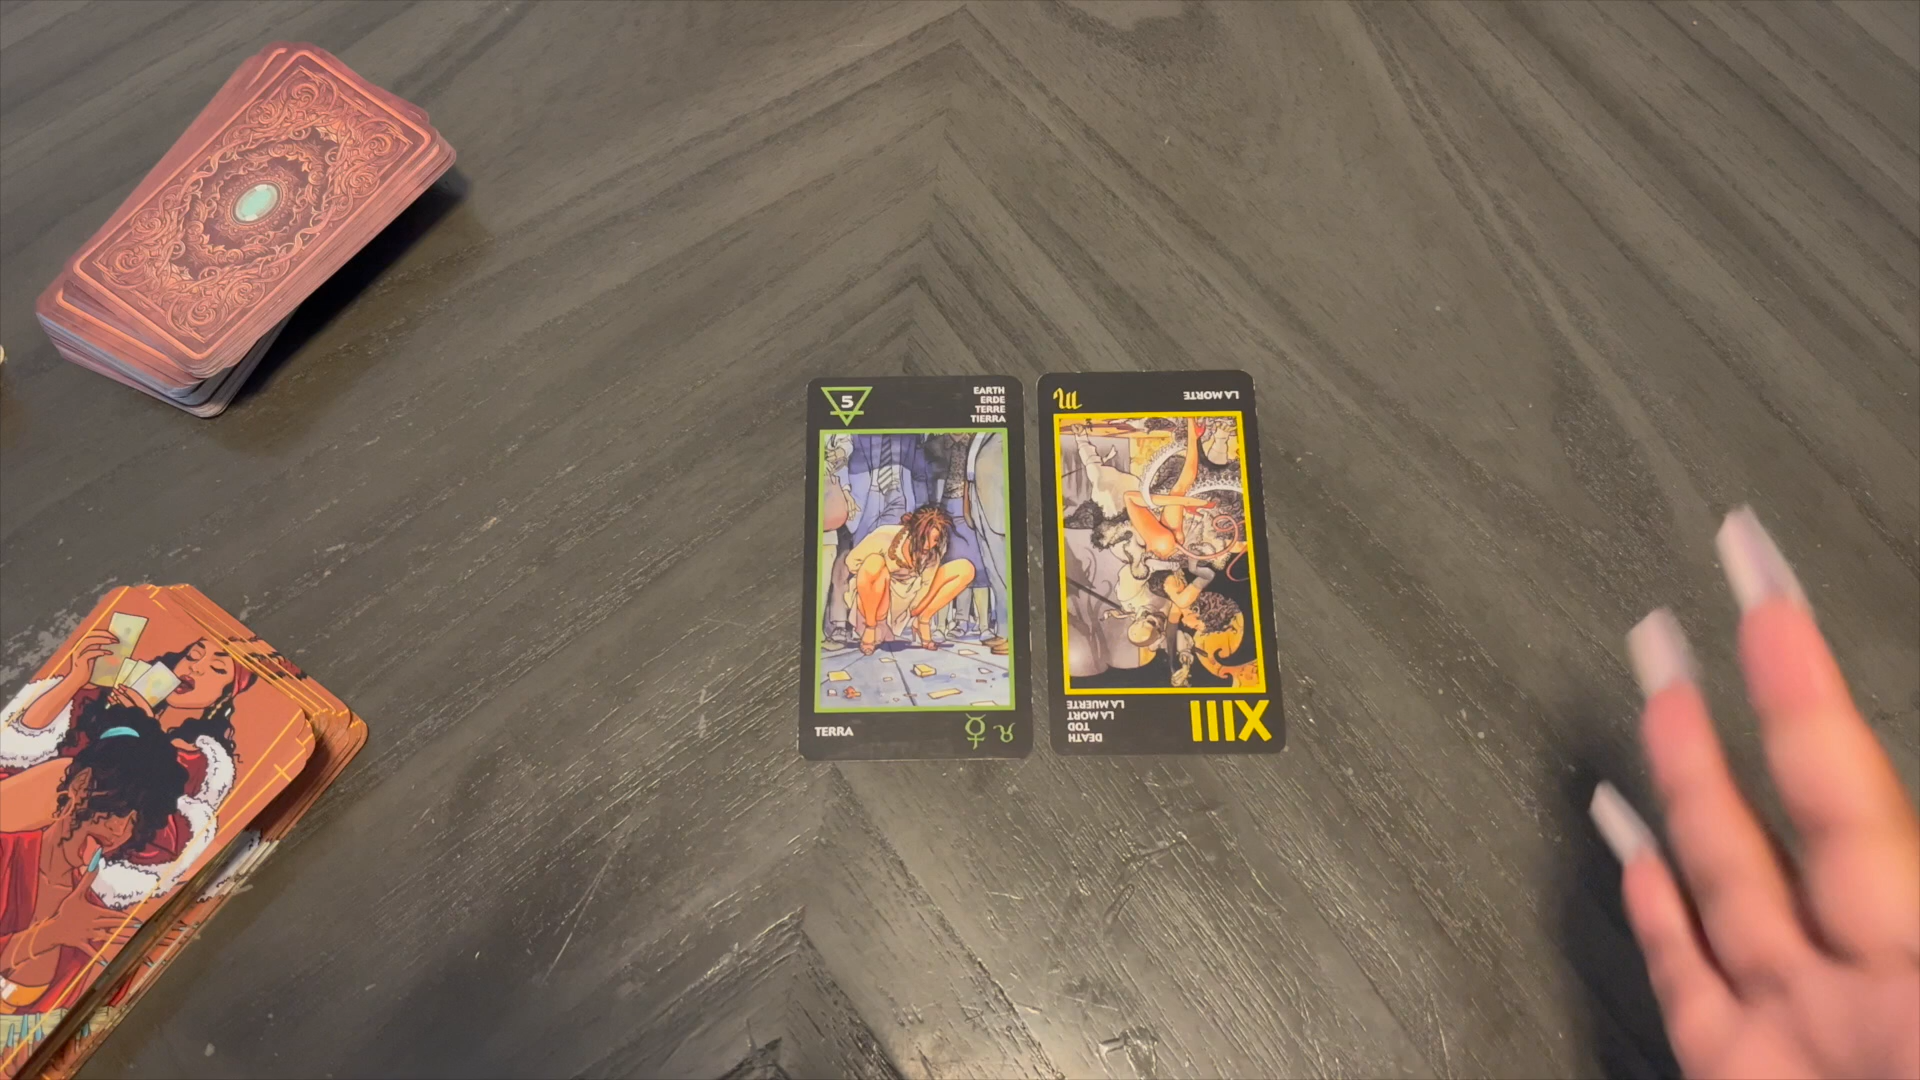 5
EARTH
ERDE
TERRE
TIERRA
TERRA
LA MORTE
XIII
DEATH
TOD
LA MORT
LA MUERTE